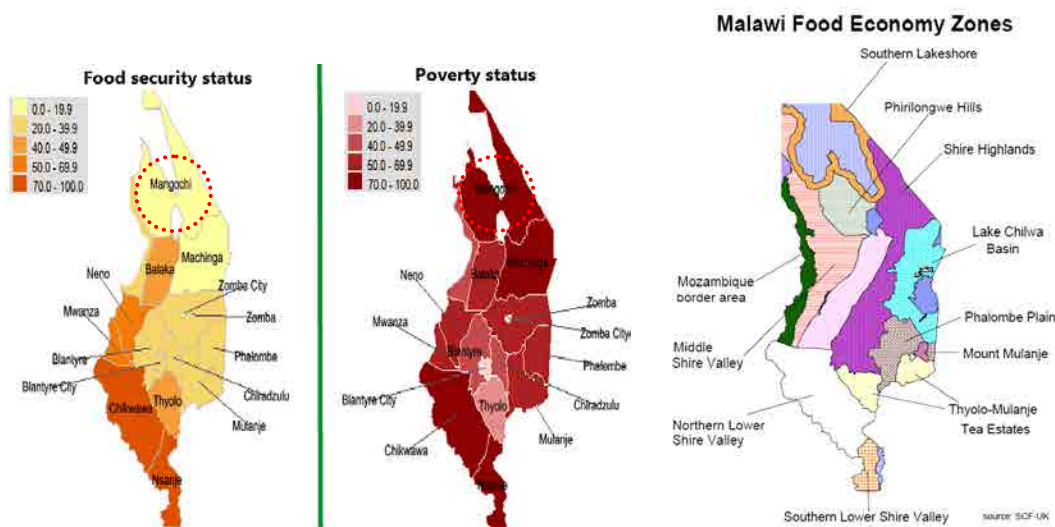 Food security status
0.0 - 19.9
20.0 - 39.9
40.0 - 49.9
50.0 - 69.9
70.0 - 100.0
Mangochi
Machinga
Balaka
Neno
Zomba City
Mwanza
Zomba
Blantyre
Phalombe
Blantyre City
Chiradzulu
Chikwawa
Thyolo
Mulanje
Nsanje
Poverty status
0.0 - 19.9
20.0 - 39.9
40.0 - 49.9
50.0 - 69.9
70.0 - 100.0
Mangochi
Machinga
Balaka
Neno
Zomba
Mwanza
Zomba City
Blantyre
Phalombe
Blantyre City
Chiradzulu
Thyolo
Chikwawa
Mulanje
Nsanje
Malawi Food Economy Zones
Southern Lakeshore
Phirilongwe Hills
Shire Highlands
Lake Chilwa
Basin
Mozambique
border area
Phalombe Plain
Middle
Shire Valley
Mount Mulanje
Thyolo-Mulanje
Tea Estates
Northern Lower
Shire Valley
Southern Lower Shire Valley
source: SCF-UK